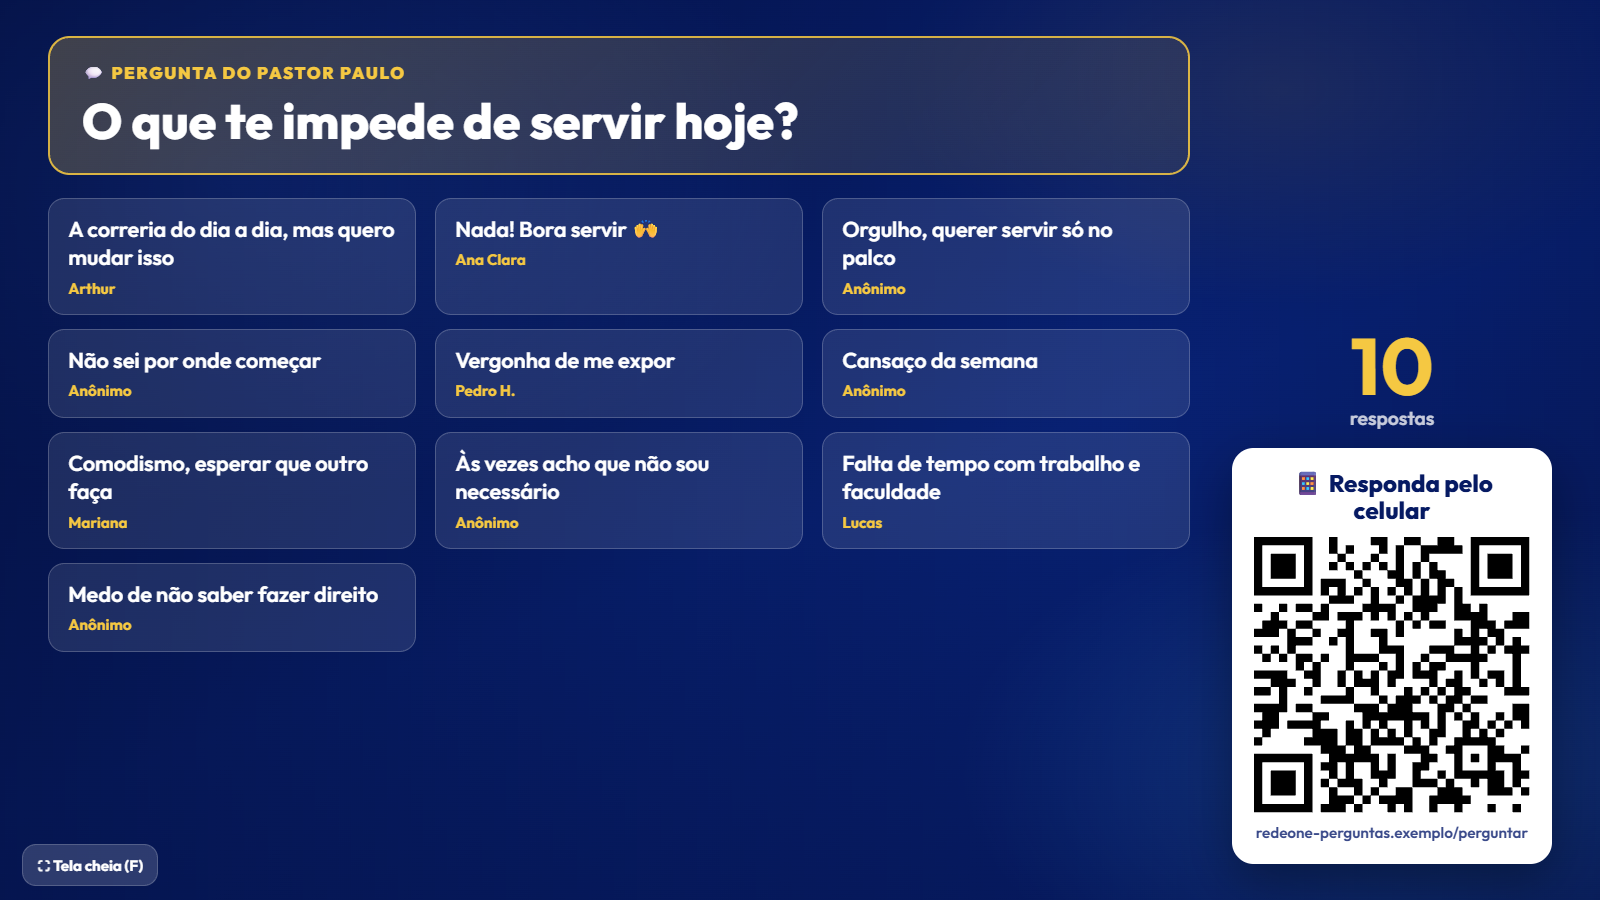 💬 PERGUNTA DO PASTOR PAULO
O que te impede de servir hoje?
A correria do dia a dia, mas quero
mudar isso
Arthur
Nada! Bora servir 🙌
Ana Clara
Orgulho, querer servir só no
palco
Anônimo
Não sei por onde começar
Anônimo
Vergonha de me expor
Pedro H.
Cansaço da semana
Anônimo
Comodismo, esperar que outro
faça
Mariana
Às vezes acho que não sou
necessário
Anônimo
Falta de tempo com trabalho e
faculdade
Lucas
Medo de não saber fazer direito
Anônimo
10
respostas
📱 Responda pelo
celular
redeone-perguntas.exemplo/perguntar
⛶ Tela cheia (F)